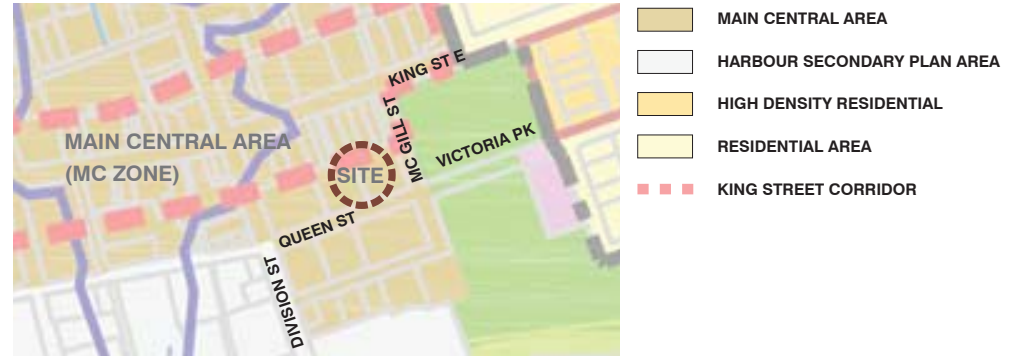 KING ST E
MC GILL ST
VICTORIA PK
MAIN CENTRAL AREA
(MC ZONE)
SITE
QUEEN ST
DIVISION ST
MAIN CENTRAL AREA
HARBOUR SECONDARY PLAN AREA
HIGH DENSITY RESIDENTIAL
RESIDENTIAL AREA
KING STREET CORRIDOR